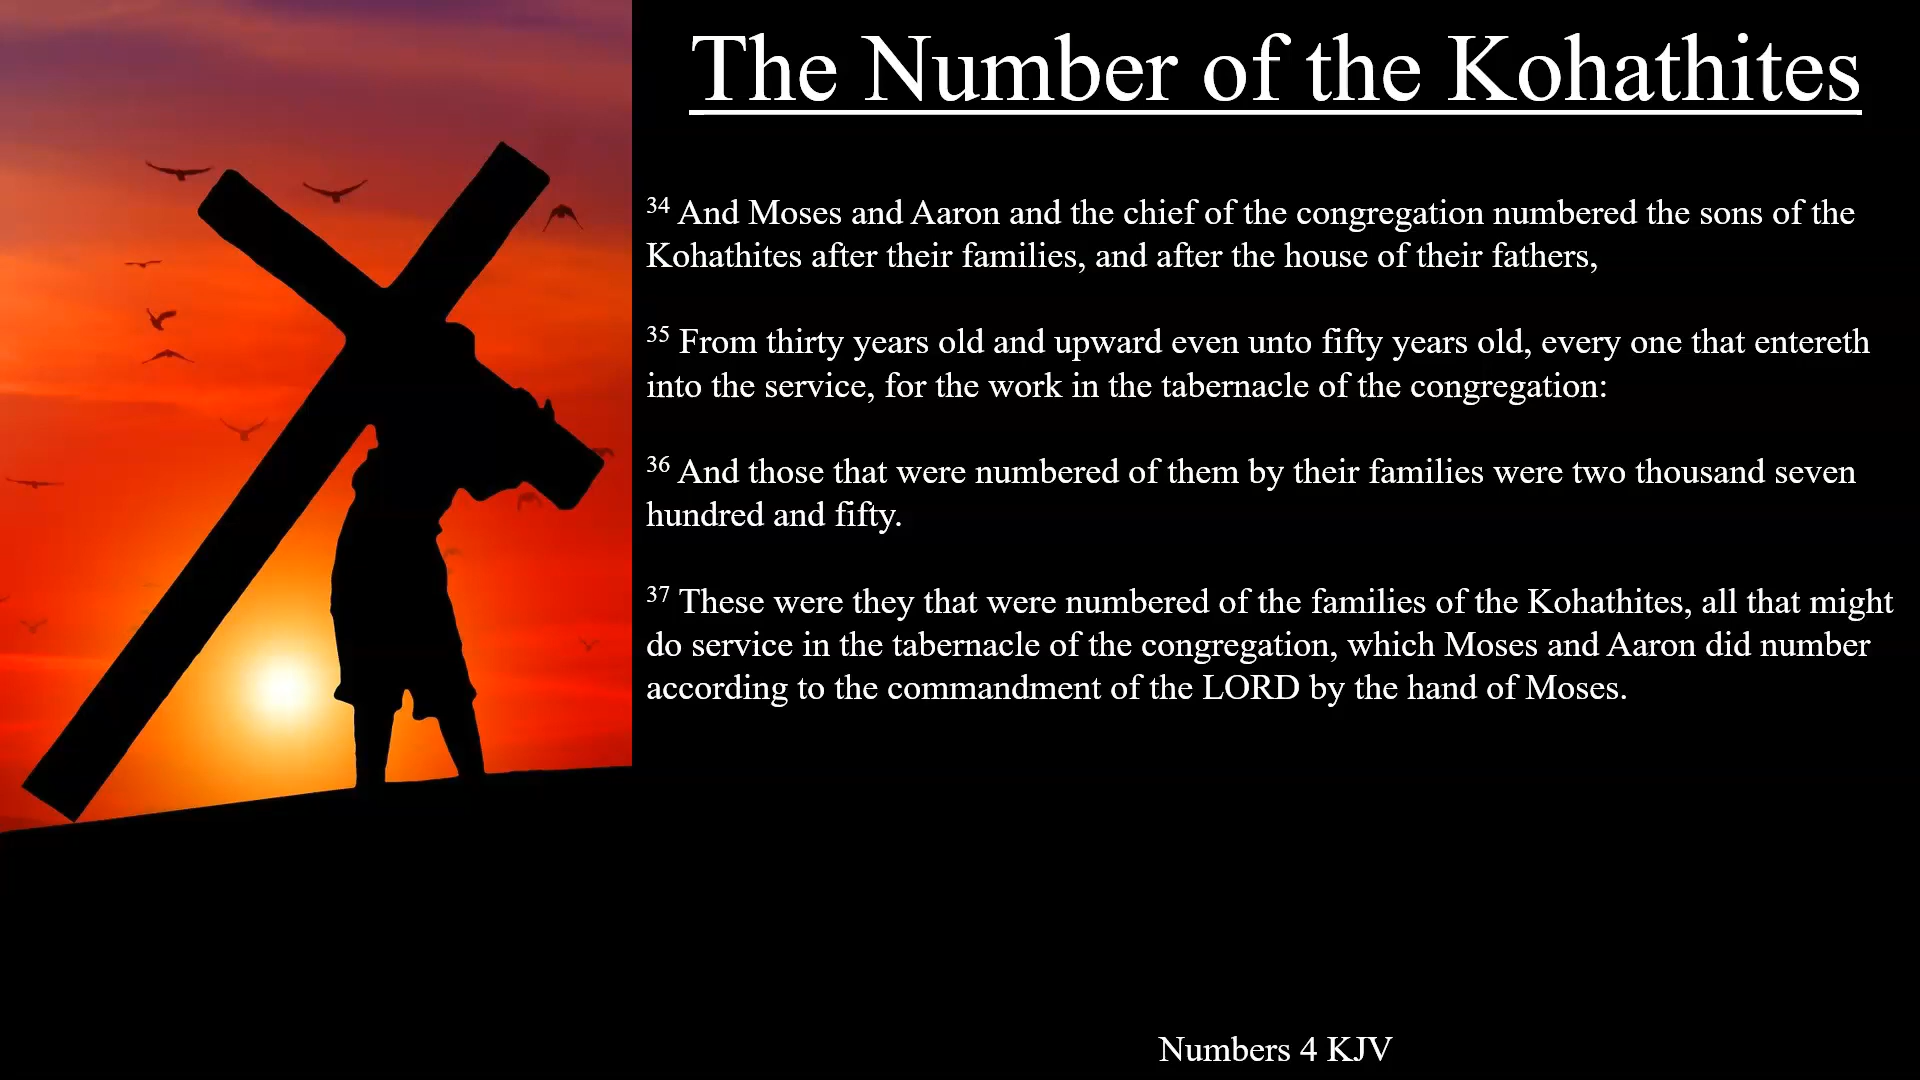 The Number of the Kohathites
34 And Moses and Aaron and the chief of the congregation numbered the sons of the
Kohathites after their families, and after the house of their fathers,
35 From thirty years old and upward even unto fifty years old, every one that entereth
into the service, for the work in the tabernacle of the congregation:
36 And those that were numbered of them by their families were two thousand seven
hundred and fifty.
37 These were they that were numbered of the families of the Kohathites, all that might
do service in the tabernacle of the congregation, which Moses and Aaron did number
according to the commandment of the LORD by the hand of Moses.
Numbers 4 KJV